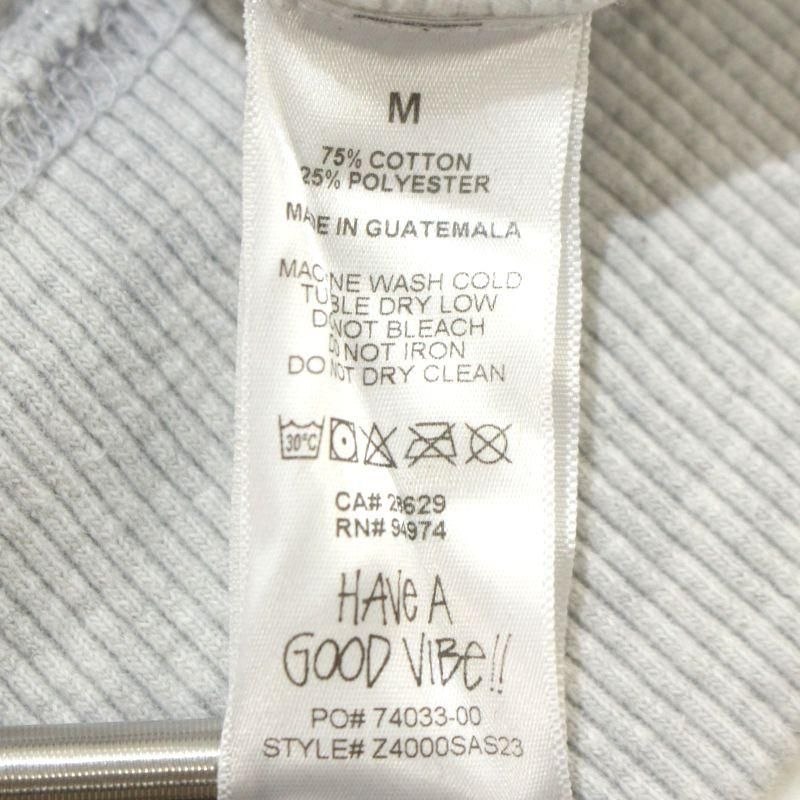 M
75% COTTON
25% POLYESTER
MADE IN GUATEMALA
MACHINE WASH COLD
TUMBLE DRY LOW
DO NOT BLEACH
DO NOT IRON
DO NOT DRY CLEAN
30°C
CA# 28629
RN# 94974
HAVE A
GOOD VIBE!!
PO# 74033-00
STYLE# Z4000SAS23